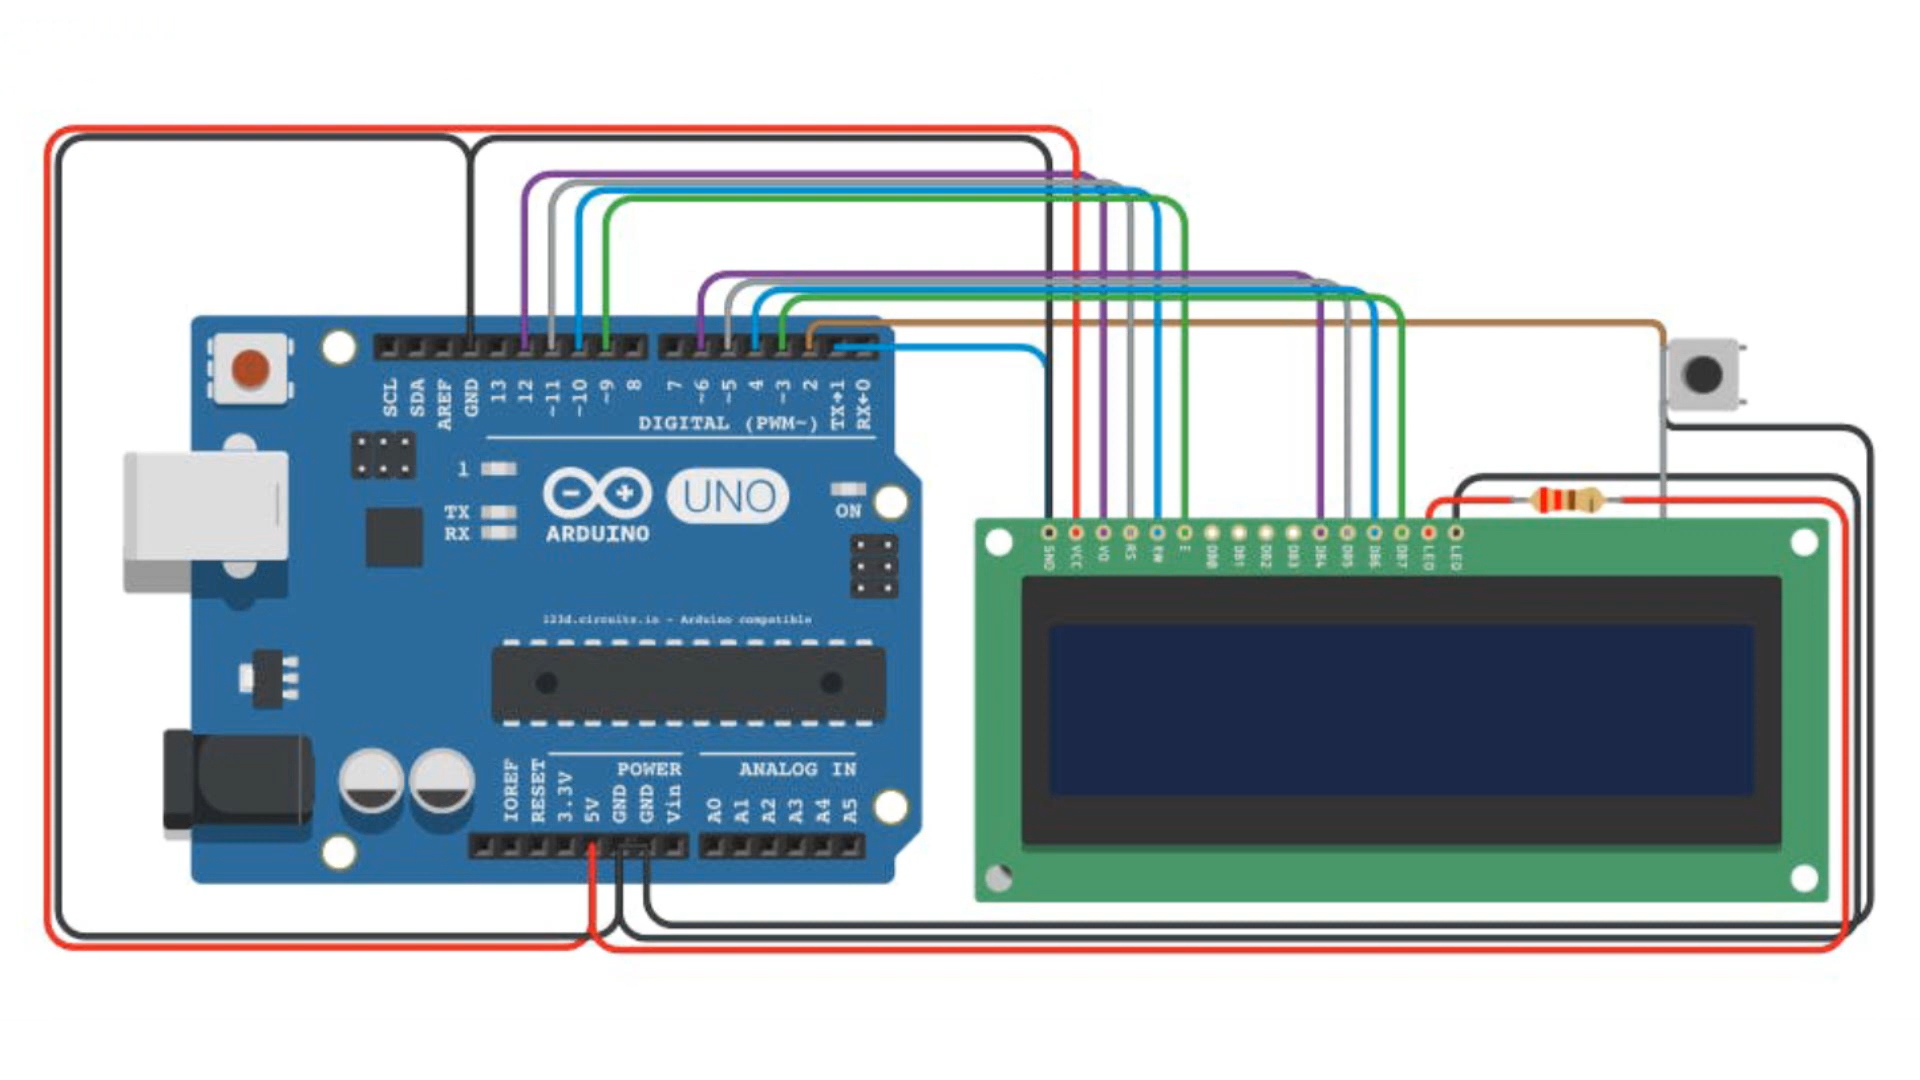 SCL
SDA
AREF
GND
13
12
~11
~10
~9
8
7
~6
~5
4
~3
2
TX→1
RX←0
DIGITAL (PWM~)
1
TX
RX
UNO
ARDUINO
ON
GND
VCC
VO
RS
RW
E
DB0
DB1
DB2
DB3
DB4
DB5
DB6
DB7
LED
LED
123d.circuits.io - Arduino compatible
POWER
ANALOG IN
IOREF
RESET
3.3V
5V
GND
GND
Vin
A0
A1
A2
A3
A4
A5